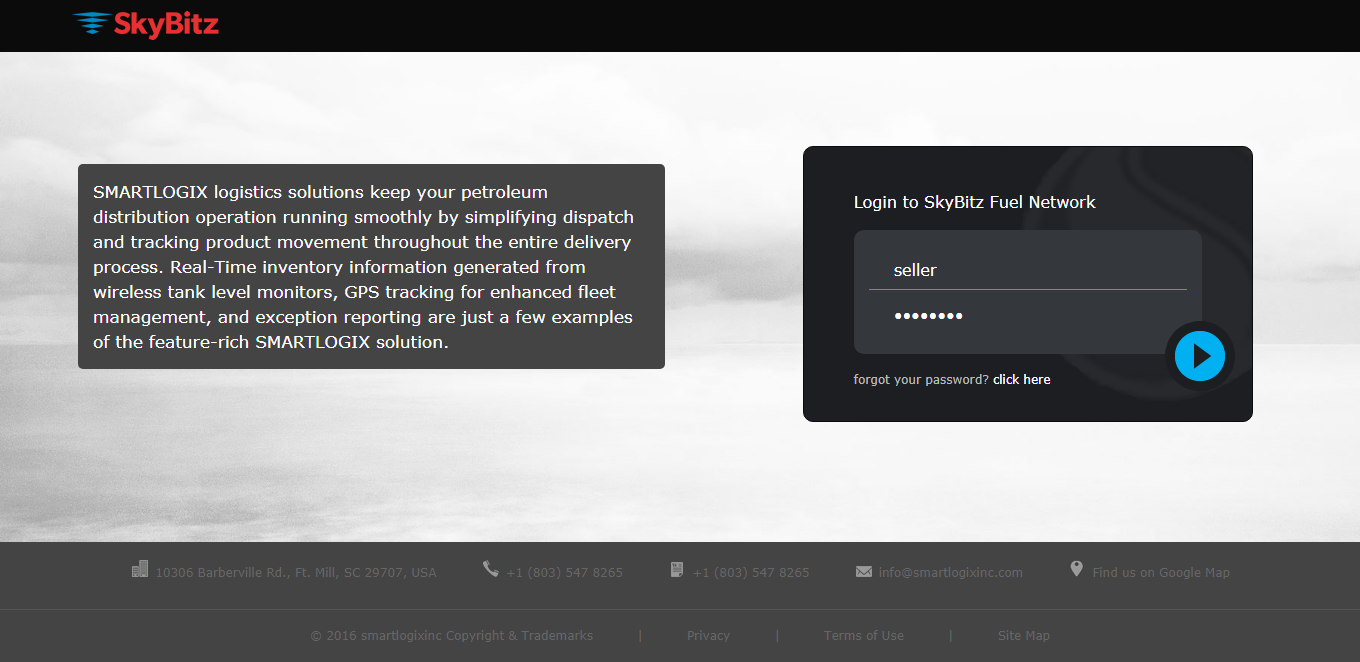 SkyBitz
SMARTLOGIX logistics solutions keep your petroleum
distribution operation running smoothly by simplifying dispatch
and tracking product movement throughout the entire delivery
process. Real-Time inventory information generated from
wireless tank level monitors, GPS tracking for enhanced fleet
management, and exception reporting are just a few examples
of the feature-rich SMARTLOGIX solution.
Login to SkyBitz Fuel Network
seller
••••••••
forgot your password? click here
10306 Barberville Rd., Ft. Mill, SC 29707, USA +1 (803) 547 8265 +1 (803) 547 8265 info@smartlogixinc.com Find us on Google Map
© 2016 smartlogixinc Copyright & Trademarks | Privacy | Terms of Use | Site Map